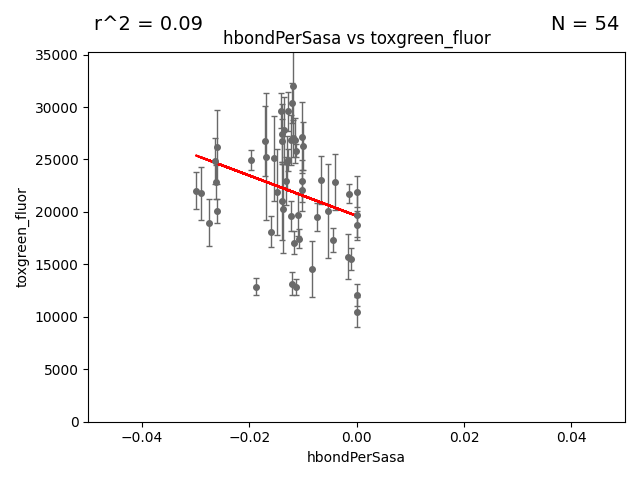 r^2 = 0.09
N = 54
hbondPerSasa vs toxgreen_fluor
toxgreen_fluor
35000
30000
25000
20000
15000
10000
5000
0
−0.04
−0.02
0.00
0.02
0.04
hbondPerSasa